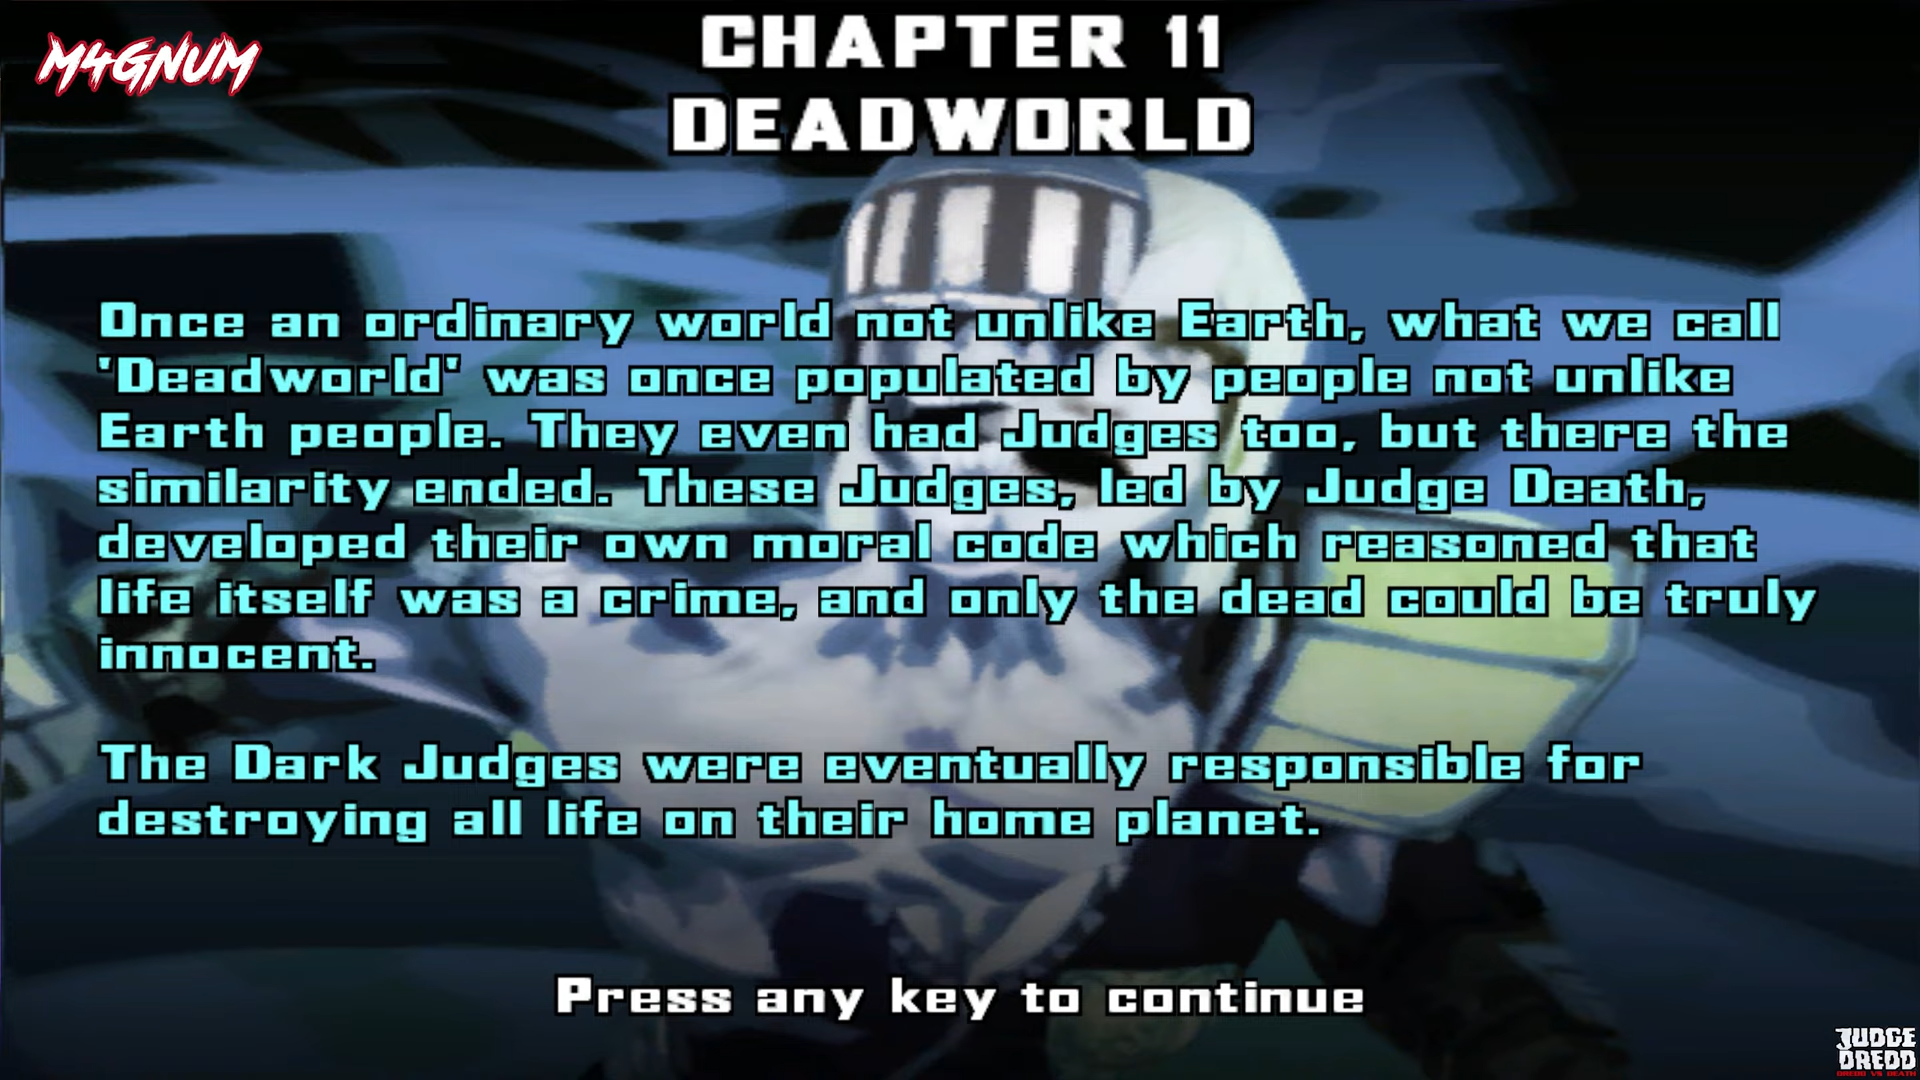 M4GNUM
CHAPTER 11
DEADWORLD
Once an ordinary world not unlike Earth, what we call
'Deadworld' was once populated by people not unlike
Earth people. They even had Judges too, but there the
similarity ended. These Judges, led by Judge Death,
developed their own moral code which reasoned that
life itself was a crime, and only the dead could be truly
innocent.
The Dark Judges were eventually responsible for
destroying all life on their home planet.
Press any key to continue
JUDGE
DREDD
DREDD VS DEATH